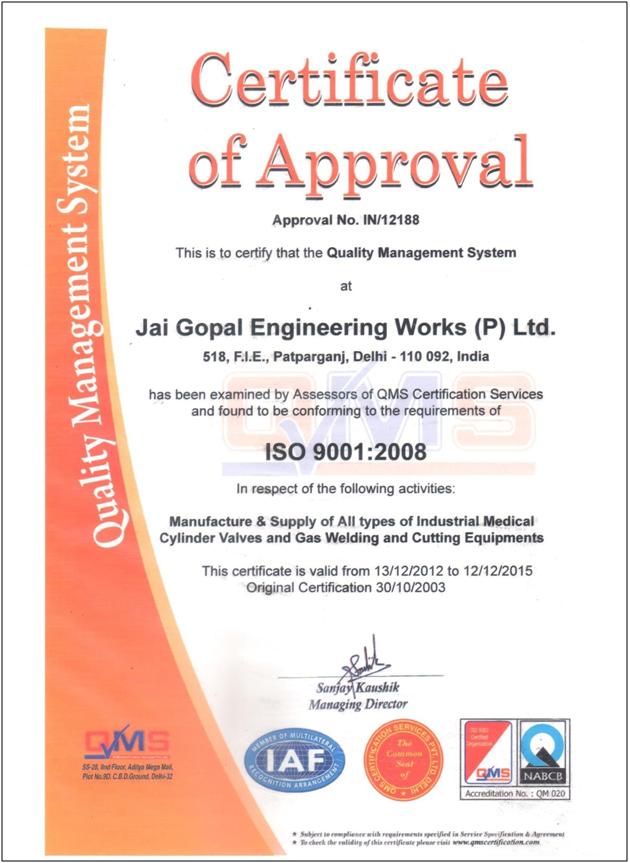 Certificate
of Approval
Approval No. IN/12188
This is to certify that the Quality Management System
at
Jai Gopal Engineering Works (P) Ltd.
518, F.I.E., Patparganj, Delhi - 110 092, India
has been examined by Assessors of QMS Certification Services
and found to be conforming to the requirements of
QMS
ISO 9001:2008
In respect of the following activities:
Manufacture & Supply of All types of Industrial Medical
Cylinder Valves and Gas Welding and Cutting Equipments
This certificate is valid from 13/12/2012 to 12/12/2015
Original Certification 30/10/2003
Sanjay Kaushik
Managing Director
Quality Management System
QMS
SS-28, IInd Floor, Aditya Mega Mall,
Plot No.9D. C.B.D.Ground, Delhi-32
MEMBER OF MULTILATERAL
IAF
RECOGNITION ARRANGEMENT
QMS CERTIFICATION SERVICES PVT. LTD. DELHI
The
Common
Seal
of
ISO 9001
Certified
Organisation
QMS
NABCB
Accreditation No. : QM 020
* Subject to compliance with requirements specified in Service Specification & Agreement
* To check the validity of this certificate please visit www.qmscertification.com